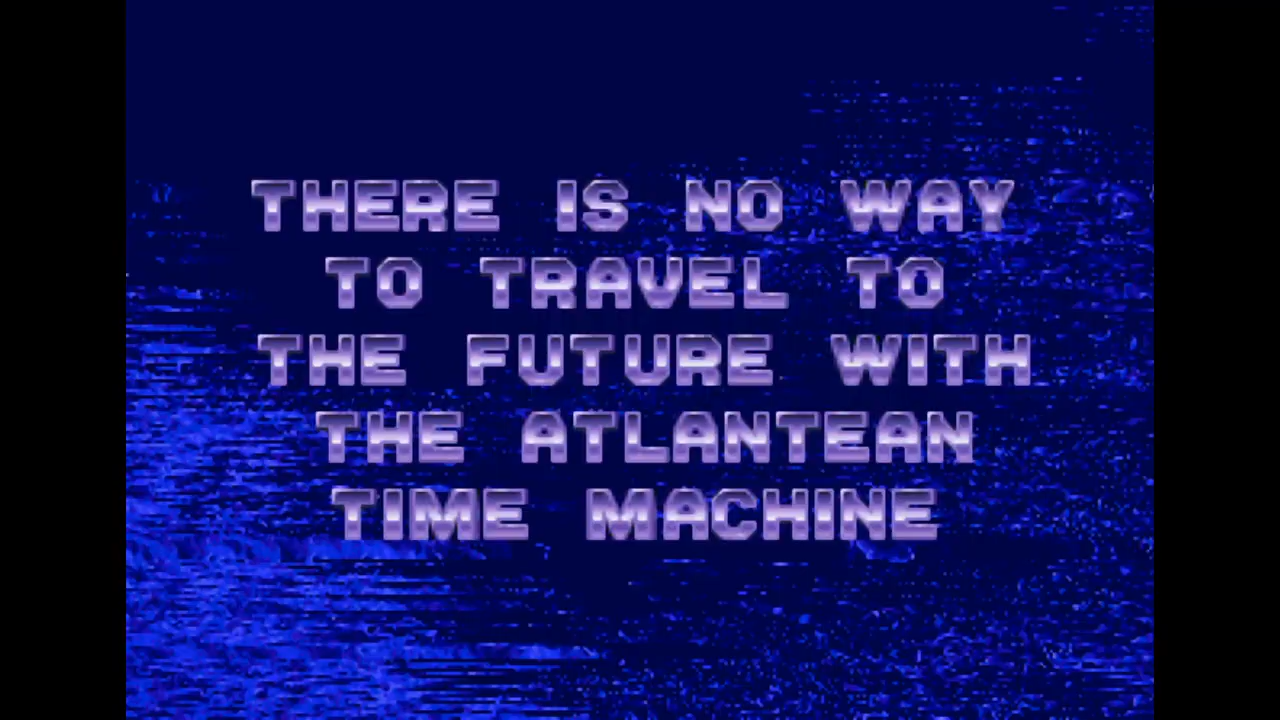 THERE IS NO WAY
TO TRAVEL TO
THE FUTURE WITH
THE ATLANTEAN
TIME MACHINE